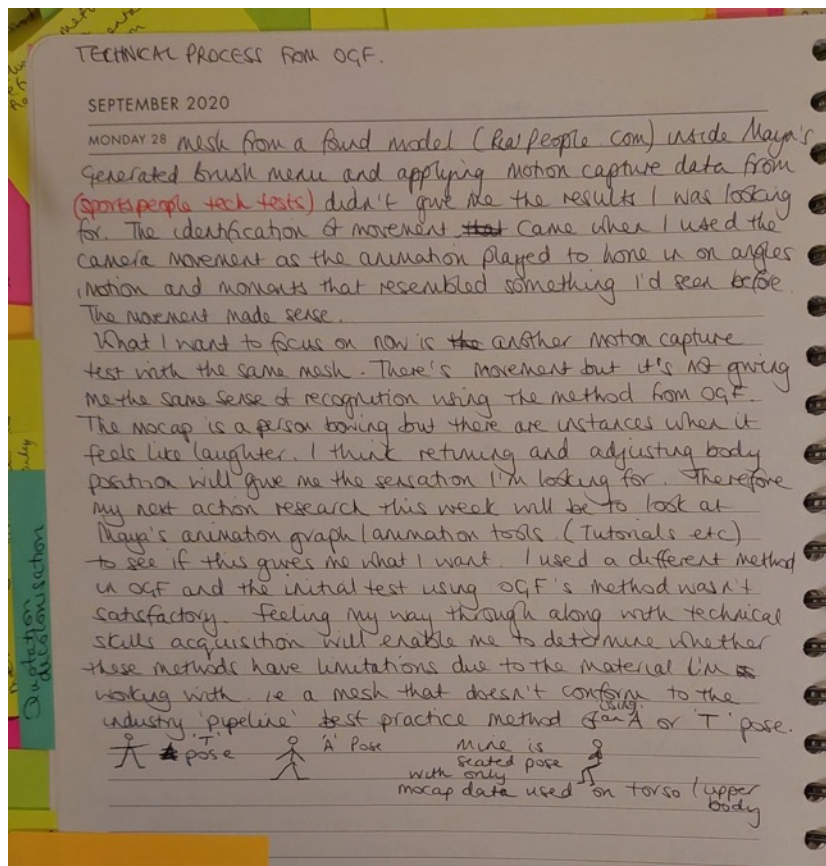 TECHNICAL PROCESS FROM OGF.
SEPTEMBER 2020
MONDAY 28 mesh from a found model (RealPeople.com) inside Maya's
generated brush menu and applying motion capture data from
(sportspeople tech tests) didn't give me the results I was looking
for. The identification of movement that came when I used the
camera movement as the animation played to hone in on angles
motion and moments that resembled something I'd seen before.
The movement made sense.
What I want to focus on now is the another motion capture
test with the same mesh. There's movement but it's not giving
me the same sense of recognition using the method from OGF.
The mocap is a person bowing but there are instances when it
feels like laughter. I think retiming and adjusting body
position will give me the sensation I'm looking for. Therefore
my next action research this week will be to look at
Maya's animation graph/animation tools. (Tutorials etc)
to see if this gives me what I want. I used a different method
in OGF and the initial test using OGF's method wasn't
satisfactory. Feeling my way through along with technical
skills acquisition will enable me to determine whether
these methods have limitations due to the material I'm
working with. ie a mesh that doesn't conform to the
industry 'pipeline' best practice method of using an 'A' or 'T' pose.
'T' pose
'A' Pose
Mine is
seated pose
with only
mocap data used on torso/upper
body
Quotation
decolonisation